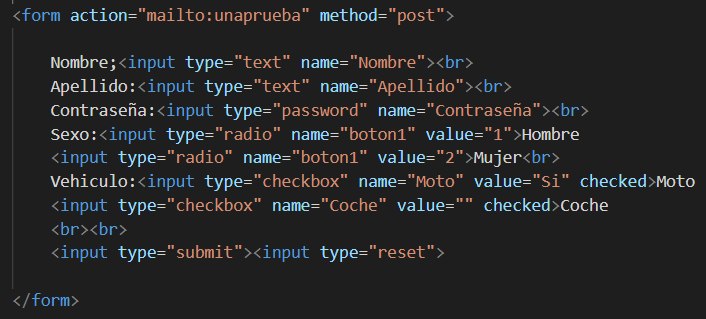 <form action="mailto:unaprueba" method="post">
Nombre;<input type="text" name="Nombre"><br>
Apellido:<input type="text" name="Apellido"><br>
Contraseña:<input type="password" name="Contraseña"><br>
Sexo:<input type="radio" name="boton1" value="1">Hombre
<input type="radio" name="boton1" value="2">Mujer<br>
Vehiculo:<input type="checkbox" name="Moto" value="Si" checked>Moto
<input type="checkbox" name="Coche" value="" checked>Coche
<br><br>
<input type="submit"><input type="reset">
</form>